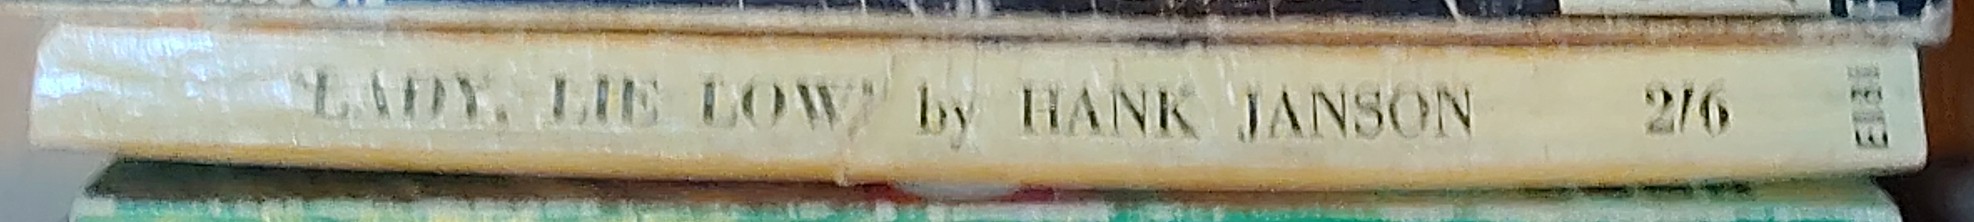 'LADY, LIE LOW' by HANK JANSON 2/6